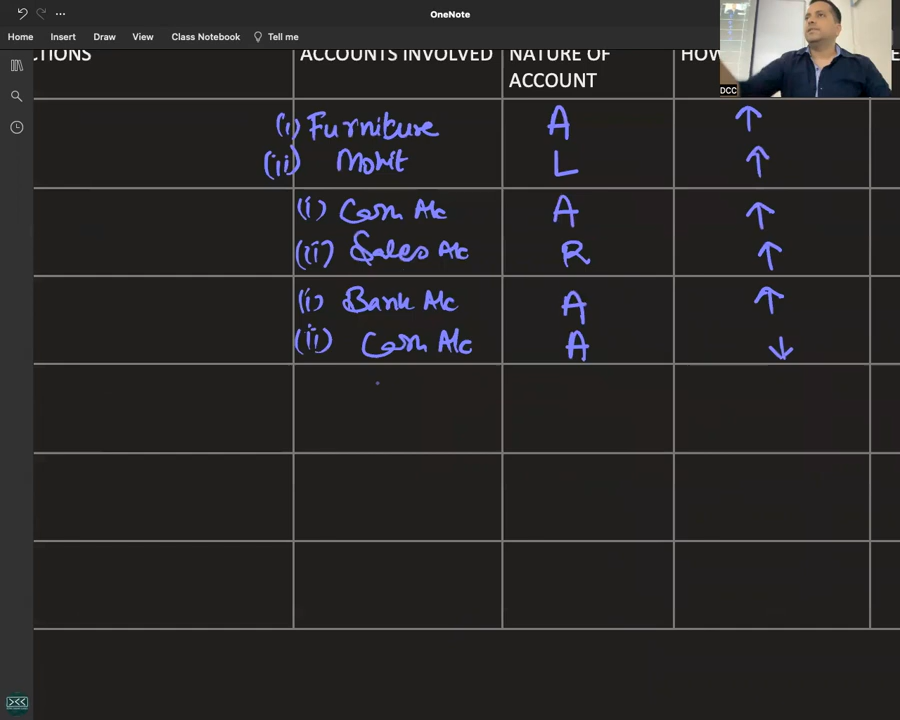 OneNote
Home Insert Draw View Class Notebook Tell me
TIONS ACCOUNTS INVOLVED NATURE OF ACCOUNT HOW
DCC
(i) Furniture A ↑
(ii) Mohit L ↑
(i) Cash A/c A ↑
(ii) Sales A/c R ↑
(i) Bank A/c A ↑
(ii) Cash A/c A ↓